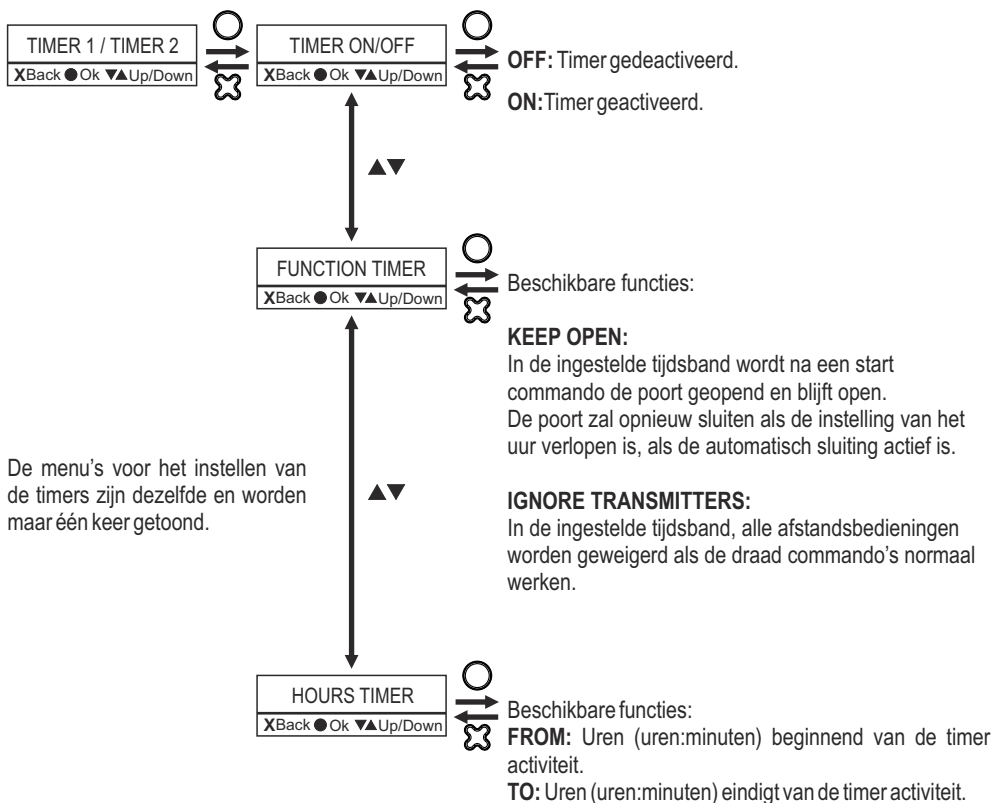 TIMER 1 / TIMER 2
XBack ● Ok ▼▲Up/Down
TIMER ON/OFF
XBack ● Ok ▼▲Up/Down
OFF: Timer gedeactiveerd.
ON:Timer geactiveerd.
▲▼
FUNCTION TIMER
XBack ● Ok ▼▲Up/Down
Beschikbare functies:
KEEP OPEN:
In de ingestelde tijdsband wordt na een start
commando de poort geopend en blijft open.
De poort zal opnieuw sluiten als de instelling van het
uur verlopen is, als de automatisch sluiting actief is.
De menu's voor het instellen van
de timers zijn dezelfde en worden
maar één keer getoond.
▲▼
IGNORE TRANSMITTERS:
In de ingestelde tijdsband, alle afstandsbedieningen
worden geweigerd als de draad commando's normaal
werken.
HOURS TIMER
XBack ● Ok ▼▲Up/Down
Beschikbare functies:
FROM: Uren (uren:minuten) beginnend van de timer
activiteit.
TO: Uren (uren:minuten) eindigt van de timer activiteit.